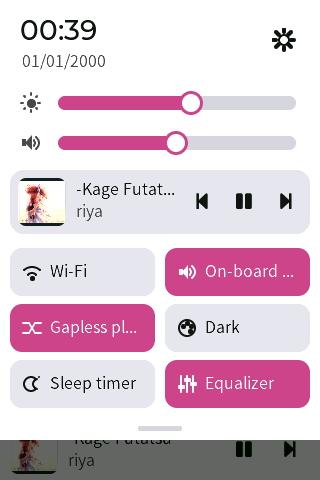 00:39
01/01/2000
-Kage Futat...
riya
Wi-Fi
On-board ...
Gapless pl...
Dark
Sleep timer
Equalizer
-Kage Futatsu
riya